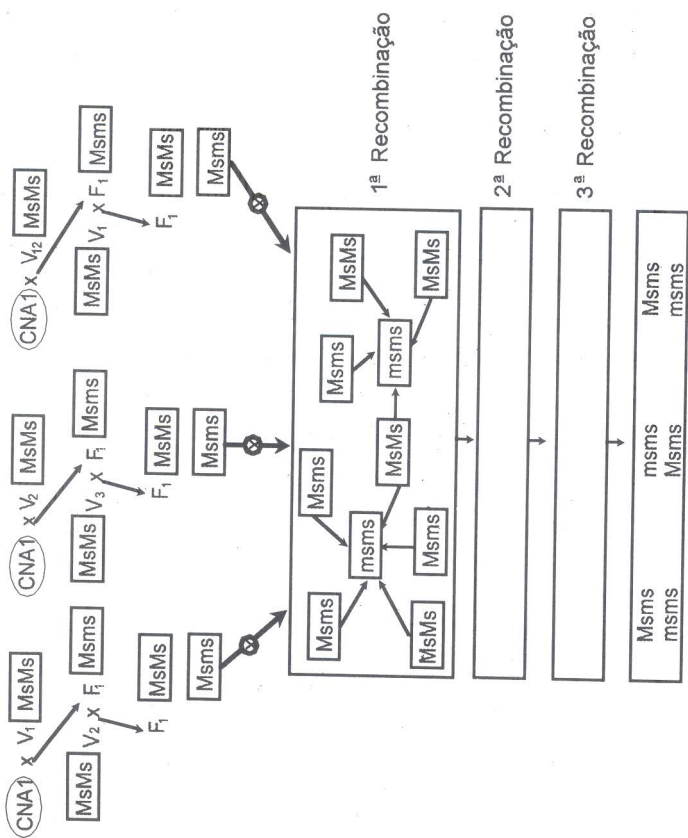 CNA1 x V₁ MsMs CNA1 x V₂ MsMs CNA1 x V₁₂ MsMs
MsMs V₂ x F₁ Msms MsMs V₃ x F₁ Msms MsMs V₁ x F₁ Msms
F₁ MsMs F₁ MsMs F₁ MsMs
Msms Msms Msms
Msms Msms Msms MsMs
msms MsMs msms
MsMs Msms MsMs
1ª Recombinação
2ª Recombinação
3ª Recombinação
Msms msms Msms
msms Msms msms